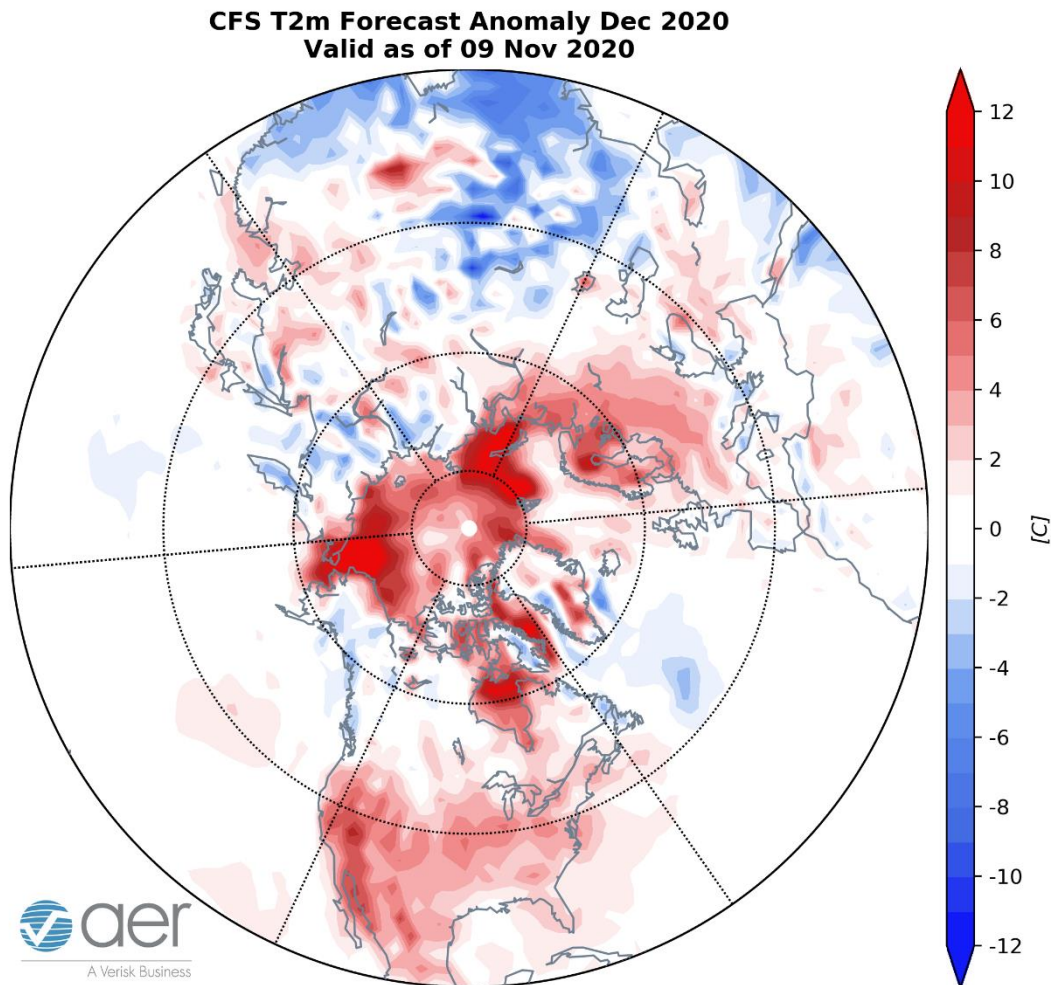 CFS T2m Forecast Anomaly Dec 2020
Valid as of 09 Nov 2020
12
10
8
6
4
2
0
-2
-4
-6
-8
-10
-12
[C]
aer
A Verisk Business